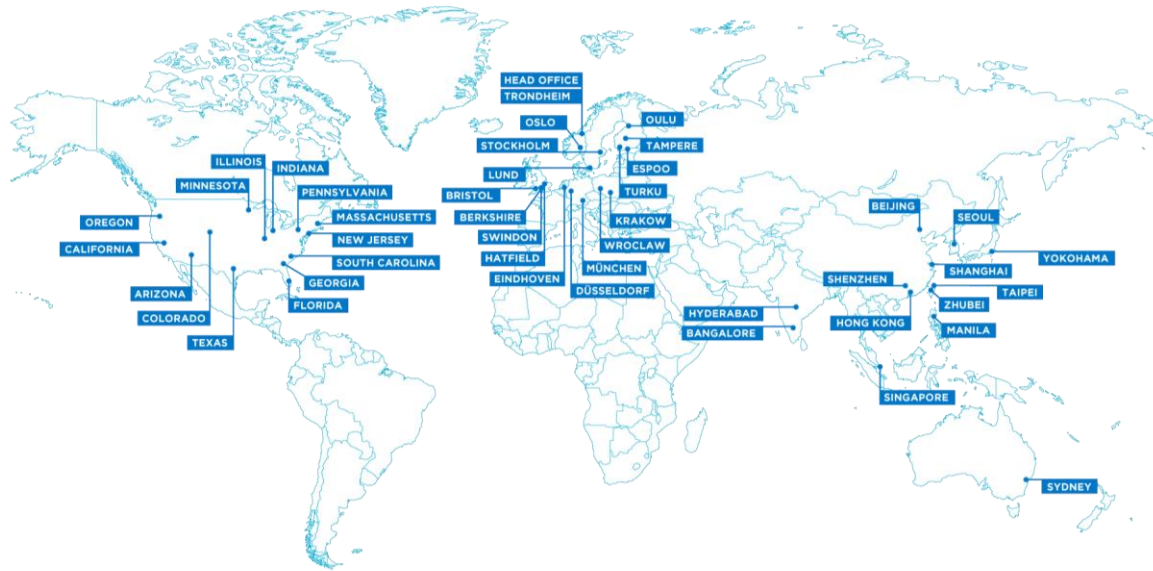 HEAD OFFICE
TRONDHEIM
OSLO
OULU
STOCKHOLM
TAMPERE
LUND
ESPOO
BRISTOL
TURKU
BERKSHIRE
KRAKOW
SWINDON
WROCLAW
HATFIELD
MÜNCHEN
EINDHOVEN
DÜSSELDORF
ILLINOIS
INDIANA
MINNESOTA
PENNSYLVANIA
OREGON
MASSACHUSETTS
CALIFORNIA
NEW JERSEY
SOUTH CAROLINA
ARIZONA
GEORGIA
COLORADO
FLORIDA
TEXAS
BEIJING
SEOUL
YOKOHAMA
SHENZHEN
SHANGHAI
TAIPEI
HYDERABAD
ZHUBEI
BANGALORE
HONG KONG
MANILA
SINGAPORE
SYDNEY